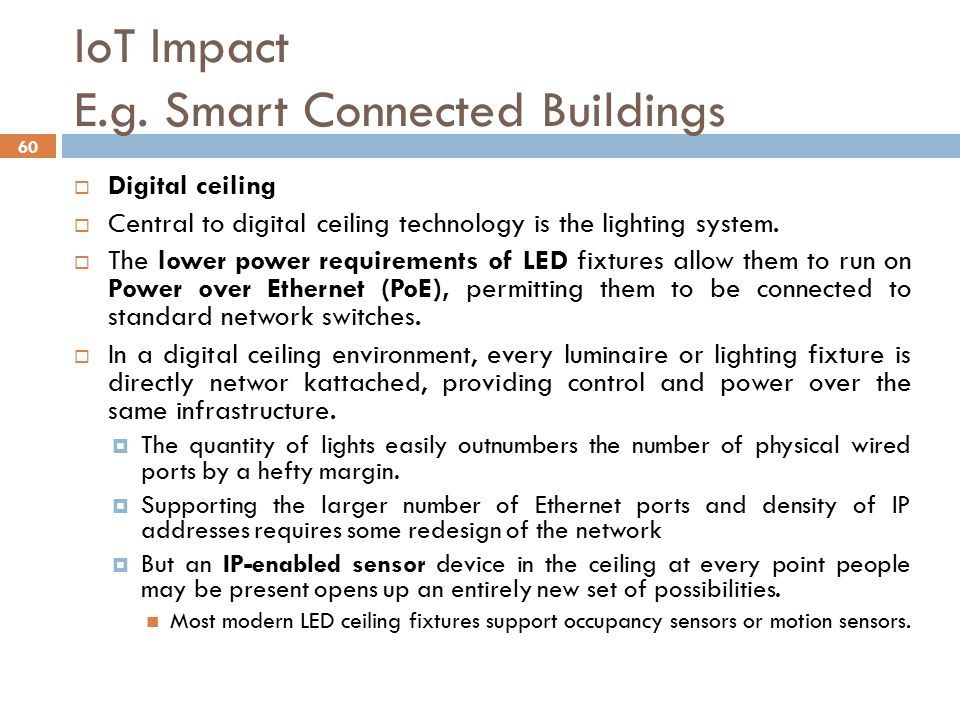 IoT Impact
E.g. Smart Connected Buildings
60
Digital ceiling
Central to digital ceiling technology is the lighting system.
The lower power requirements of LED fixtures allow them to run on
Power over Ethernet (PoE), permitting them to be connected to
standard network switches.
In a digital ceiling environment, every luminaire or lighting fixture is
directly networ kattached, providing control and power over the
same infrastructure.
The quantity of lights easily outnumbers the number of physical wired
ports by a hefty margin.
Supporting the larger number of Ethernet ports and density of IP
addresses requires some redesign of the network
But an IP-enabled sensor device in the ceiling at every point people
may be present opens up an entirely new set of possibilities.
Most modern LED ceiling fixtures support occupancy sensors or motion sensors.